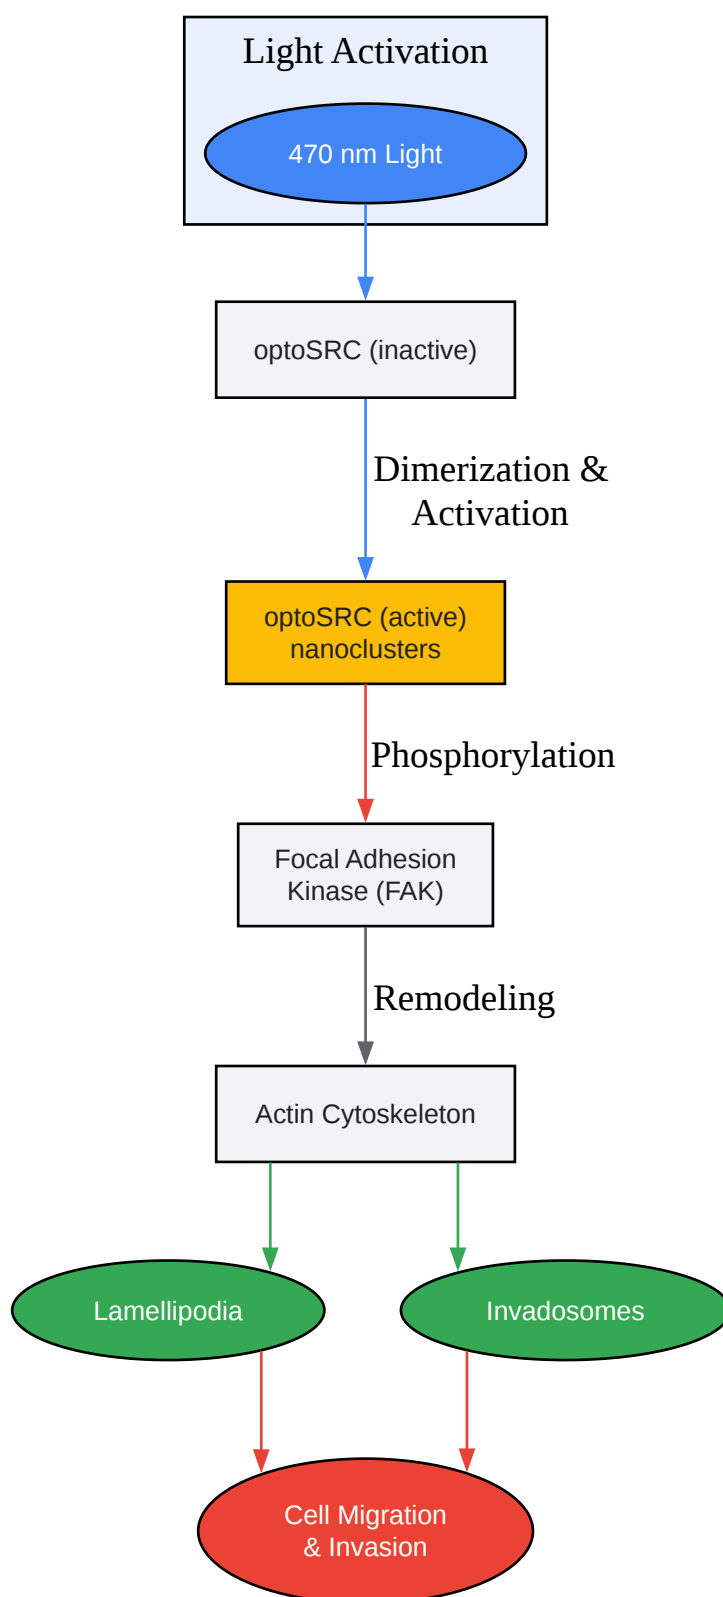 Light Activation
470 nm Light
optoSRC (inactive)
Dimerization &
Activation
optoSRC (active)
nanoclusters
Phosphorylation
Focal Adhesion
Kinase (FAK)
Remodeling
Actin Cytoskeleton
Lamellipodia
Invadosomes
Cell Migration
& Invasion